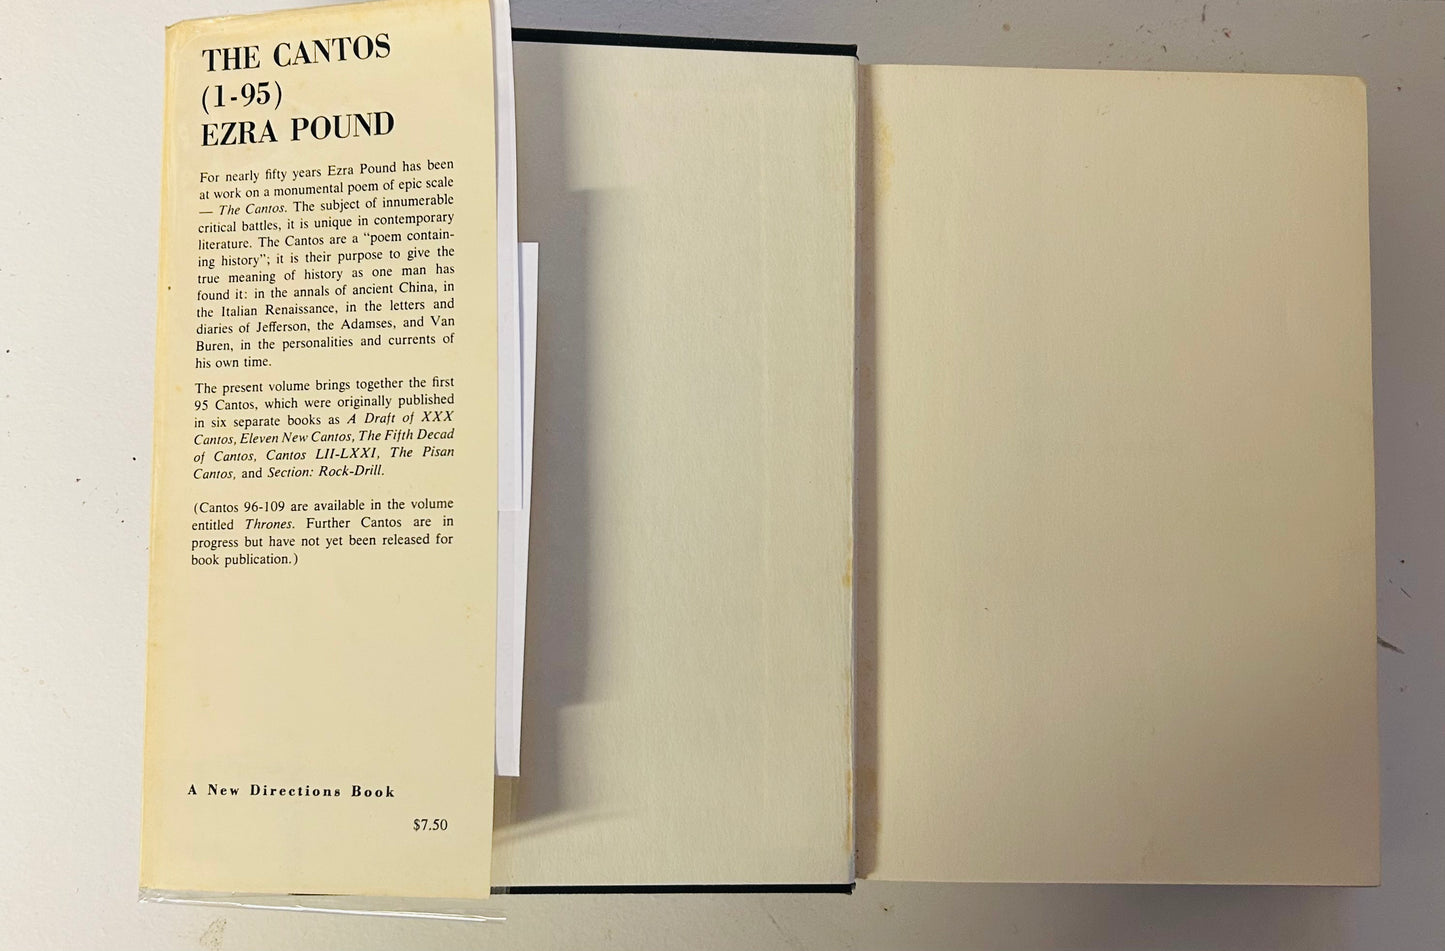 THE CANTOS
(1-95)
EZRA POUND
For nearly fifty years Ezra Pound has been
at work on a monumental poem of epic scale
— The Cantos. The subject of innumerable
critical battles, it is unique in contemporary
literature. The Cantos are a “poem contain-
ing history”; it is their purpose to give the
true meaning of history as one man has
found it: in the annals of ancient China, in
the Italian Renaissance, in the letters and
diaries of Jefferson, the Adamses, and Van
Buren, in the personalities and currents of
his own time.
The present volume brings together the first
95 Cantos, which were originally published
in six separate books as A Draft of XXX
Cantos, Eleven New Cantos, The Fifth Decad
of Cantos, Cantos LII-LXXI, The Pisan
Cantos, and Section: Rock-Drill.
(Cantos 96-109 are available in the volume
entitled Thrones. Further Cantos are in
progress but have not yet been released for
book publication.)
A New Directions Book
$7.50